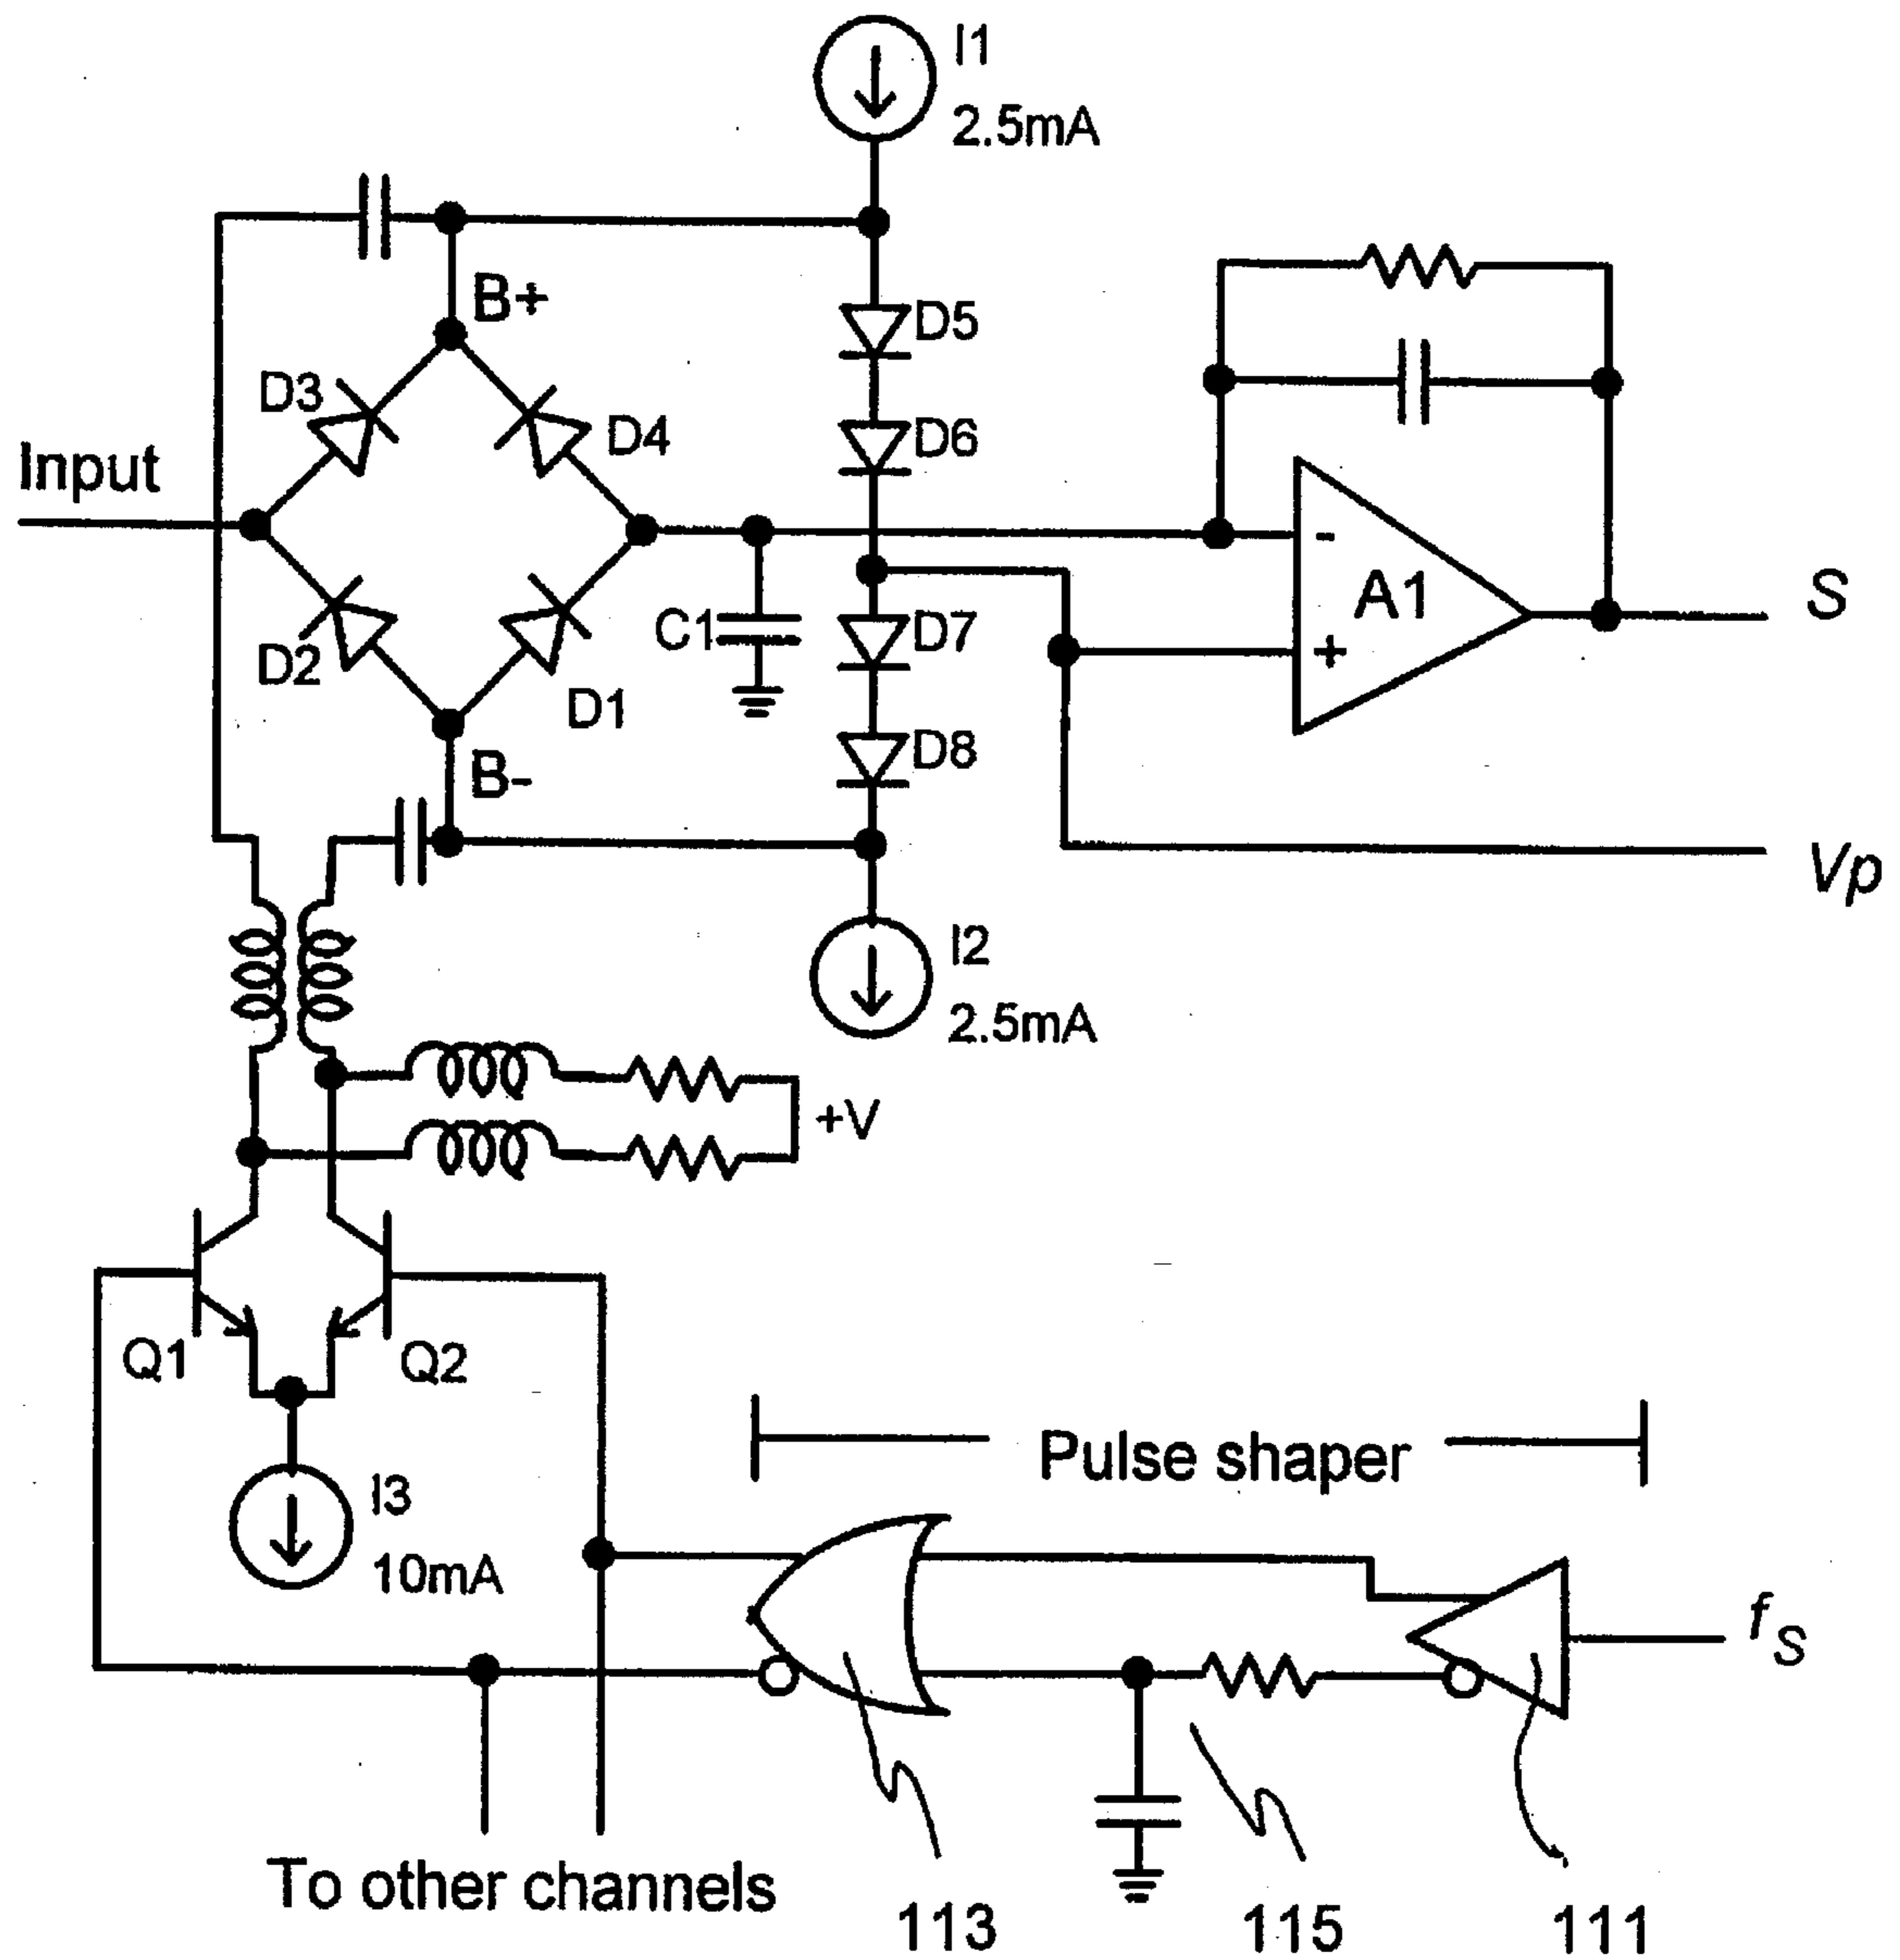 I1
2.5mA
B+
D5
D3
D4
D6
Input
-
A1
S
C1
D7
+
D2
D1
D8
B-
Vp
I2
2.5mA
+V
Q1
Q2
Pulse shaper
I3
10mA
fS
To other channels
113
115
111